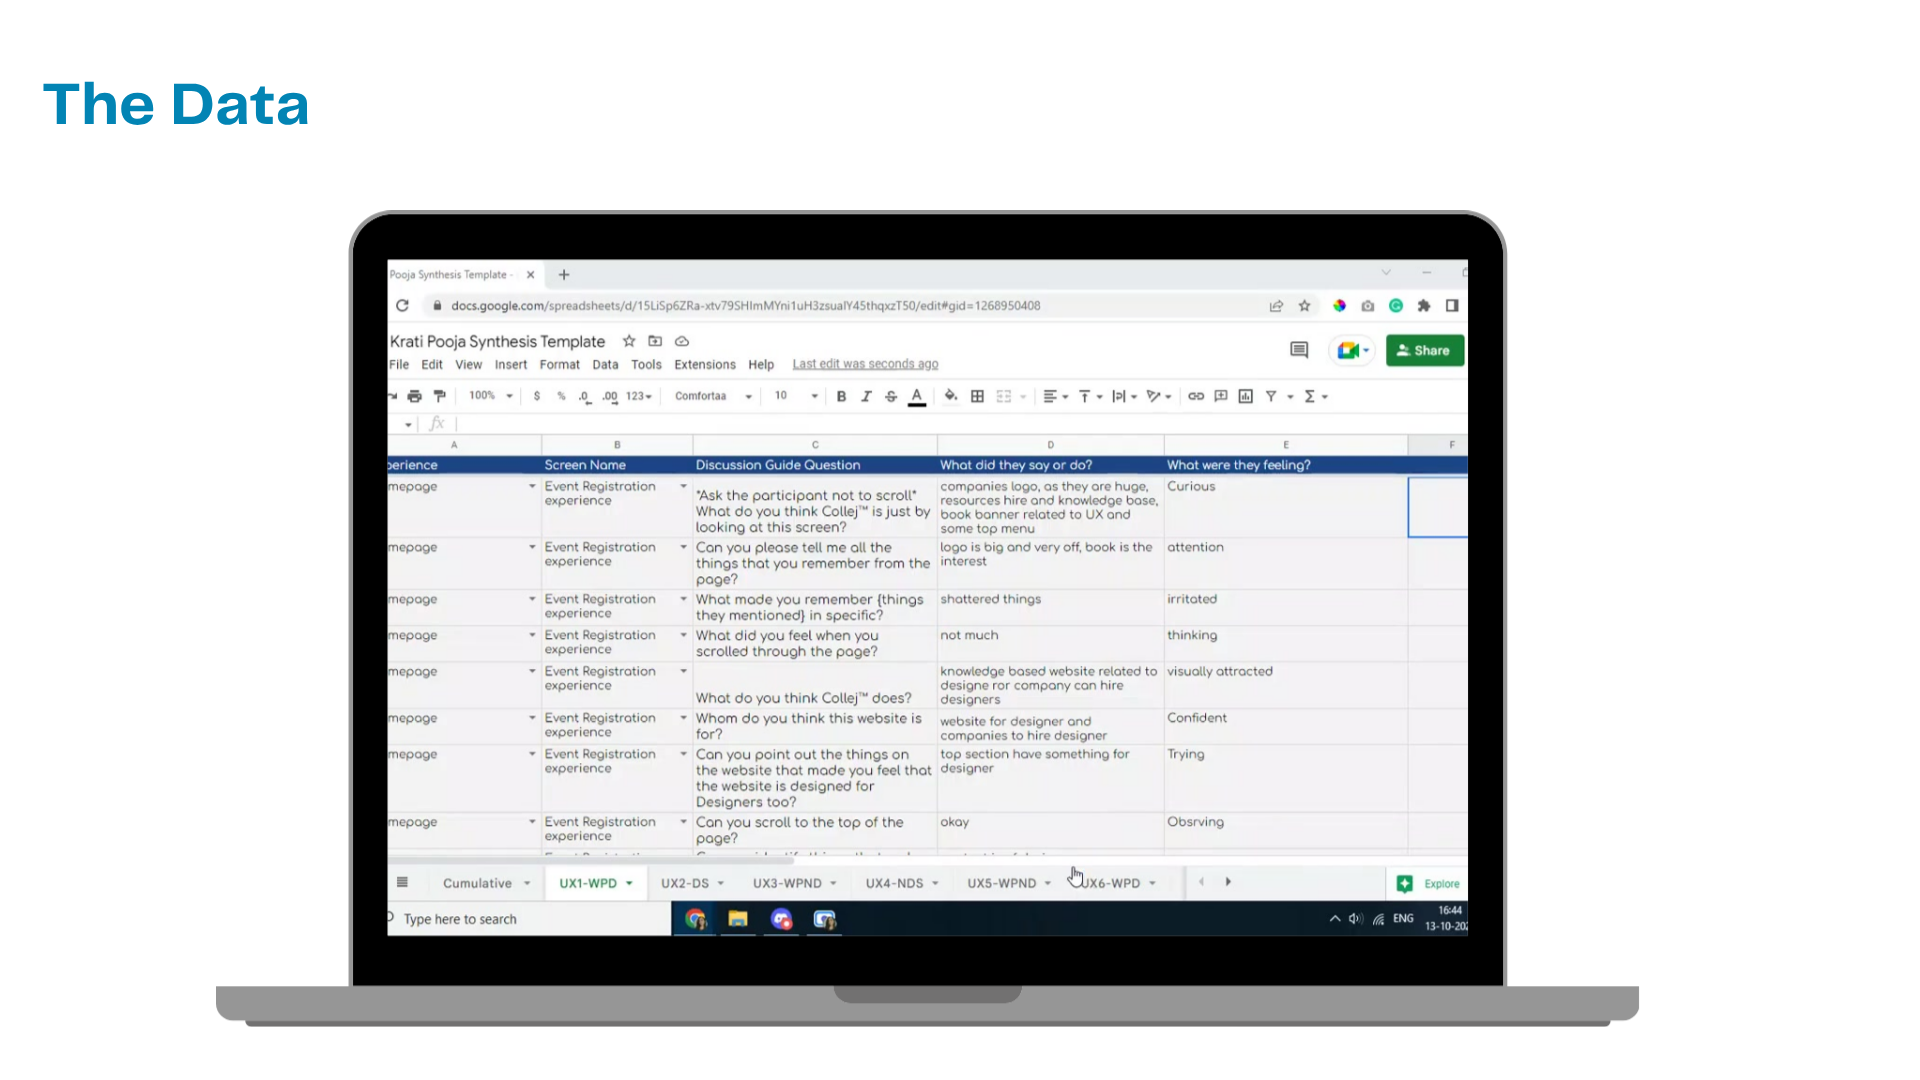 The Data
Pooja Synthesis Template -
docs.google.com/spreadsheets/d/15LiSp6ZRa-xtv79SHImMYni1uH3zsualY45thqxzT50/edit#gid=1268950408
Krati Pooja Synthesis Template
File Edit View Insert Format Data Tools Extensions Help Last edit was seconds ago
Share
100% $ % .0 .00 123 Comfortaa 10 B I S A
fx
A B C D E F
perience Screen Name Discussion Guide Question What did they say or do? What were they feeling?
mepage
Event Registration
experience
*Ask the participant not to scroll*
What do you think Collej™ is just by
looking at this screen?
companies logo, as they are huge,
resources hire and knowledge base,
book banner related to UX and
some top menu
Curious
mepage
Event Registration
experience
Can you please tell me all the
things that you remember from the
page?
logo is big and very off, book is the
interest
attention
mepage
Event Registration
experience
What made you remember {things
they mentioned} in specific?
shattered things
irritated
mepage
Event Registration
experience
What did you feel when you
scrolled through the page?
not much
thinking
mepage
Event Registration
experience
What do you think Collej™ does?
knowledge based website related to
designe ror company can hire
designers
visually attracted
mepage
Event Registration
experience
Whom do you think this website is
for?
website for designer and
companies to hire designer
Confident
mepage
Event Registration
experience
Can you point out the things on
the website that made you feel that
the website is designed for
Designers too?
top section have something for
designer
Trying
mepage
Event Registration
experience
Can you scroll to the top of the
page?
okay
Obsrving
Cumulative UX1-WPD UX2-DS UX3-WPND UX4-NDS UX5-WPND UX6-WPD
Explore
Type here to search
ENG
16:44
13-10-202